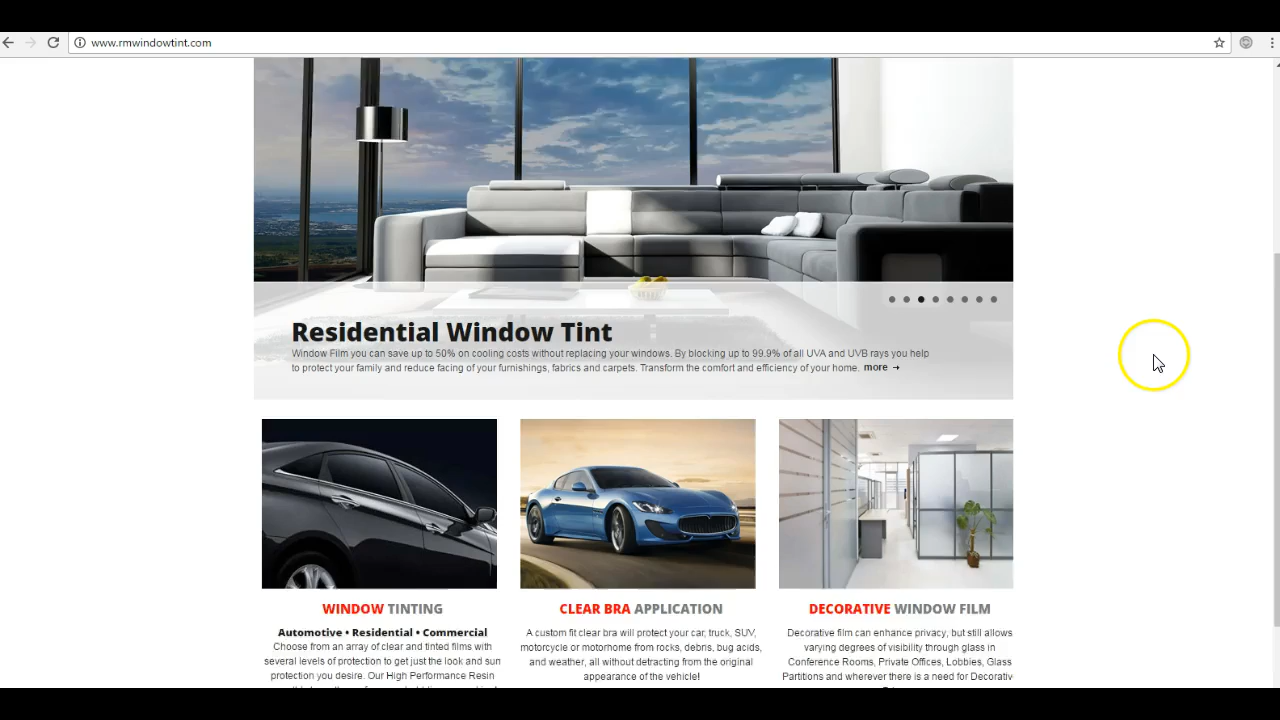 www.rmwindowtint.com
Residential Window Tint
Window Film you can save up to 50% on cooling costs without replacing your windows. By blocking up to 99.9% of all UVA and UVB rays you help
to protect your family and reduce facing of your furnishings, fabrics and carpets. Transform the comfort and efficiency of your home. more →
WINDOW TINTING
Automotive • Residential • Commercial
Choose from an array of clear and tinted films with
several levels of protection to get just the look and sun
protection you desire. Our High Performance Resin
CLEAR BRA APPLICATION
A custom fit clear bra will protect your car, truck, SUV,
motorcycle or motorhome from rocks, debris, bug acids,
and weather, all without detracting from the original
appearance of the vehicle!
DECORATIVE WINDOW FILM
Decorative film can enhance privacy, but still allows
varying degrees of visibility through glass in
Conference Rooms, Private Offices, Lobbies, Glass
Partitions and wherever there is a need for Decorativ